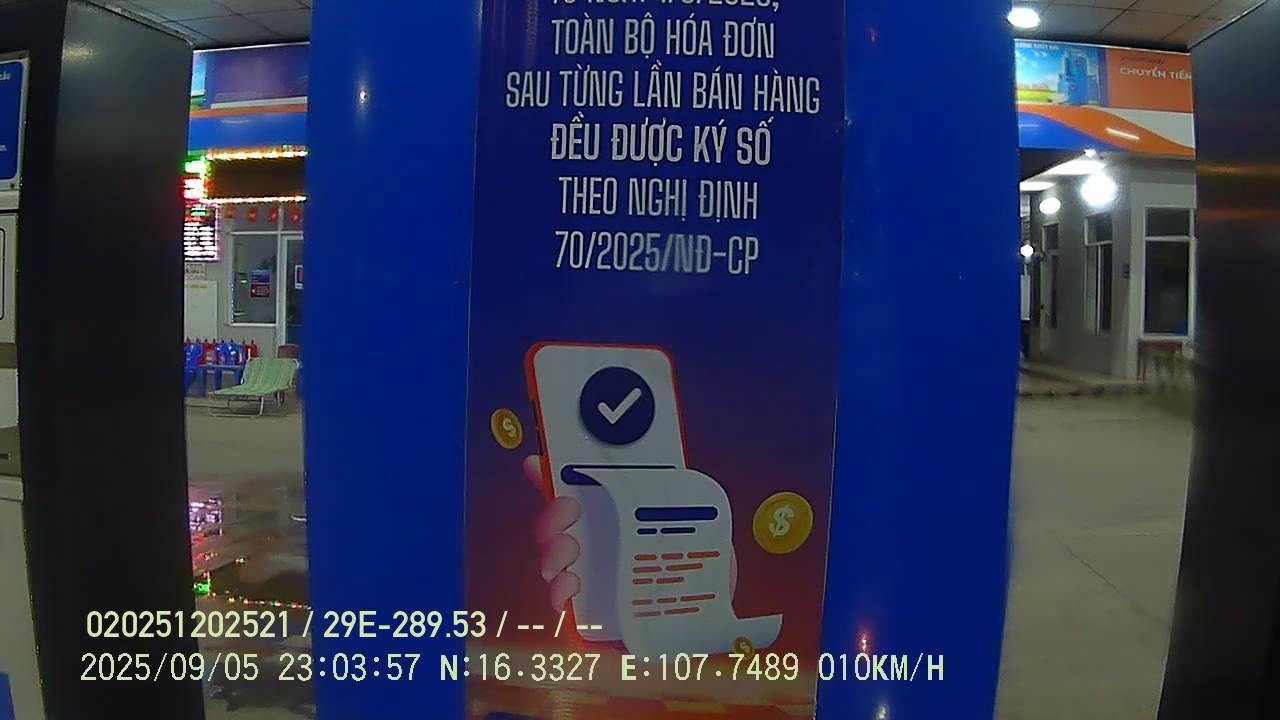 TOÀN BỘ HÓA ĐƠN
SAU TỪNG LẦN BÁN HÀNG
ĐỀU ĐƯỢC KÝ SỐ
THEO NGHỊ ĐỊNH
70/2025/NĐ-CP
CHUYỂN TIẾN
020251202521 / 29E-289.53 / -- / --
2025/09/05 23:03:57 N:16.3327 E:107.7489 010KM/H